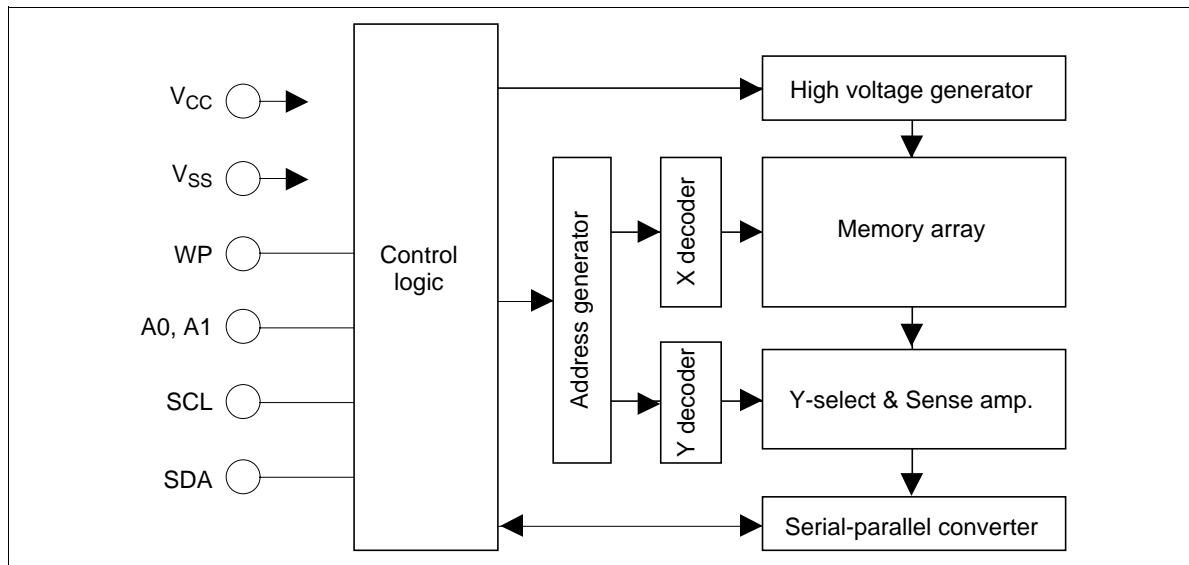 VCC
VSS
WP
A0, A1
SCL
SDA
Control
logic
Address generator
X decoder
Y decoder
High voltage generator
Memory array
Y-select & Sense amp.
Serial-parallel converter